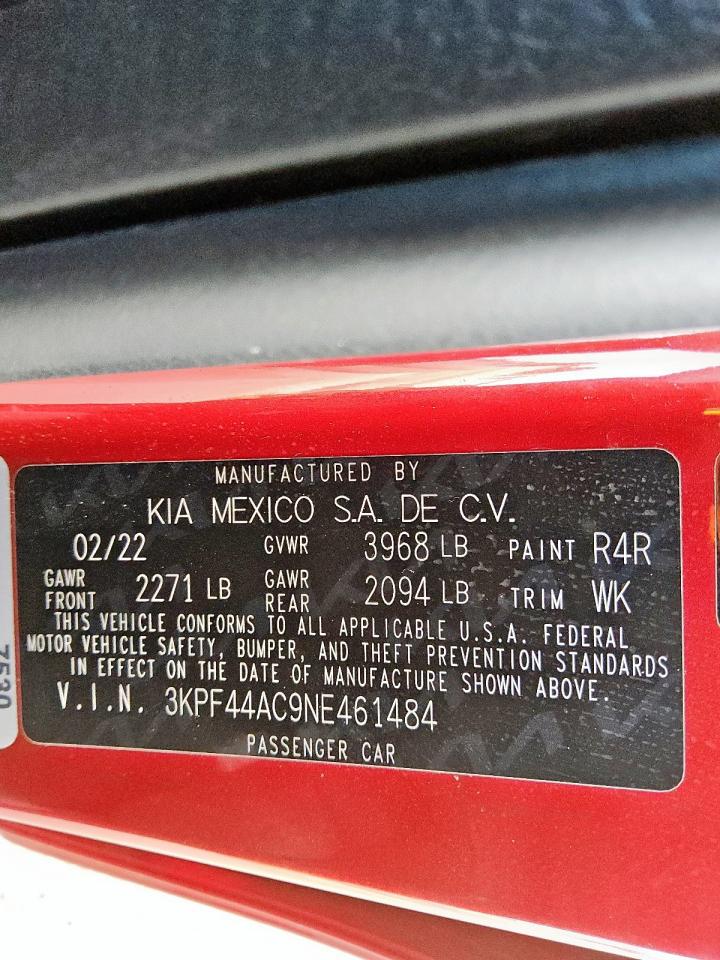 MANUFACTURED BY
KIA MEXICO S.A. DE C.V.
02/22 GVWR 3968 LB PAINT R4R
GAWR FRONT 2271 LB GAWR REAR 2094 LB TRIM WK
THIS VEHICLE CONFORMS TO ALL APPLICABLE U.S.A. FEDERAL
MOTOR VEHICLE SAFETY, BUMPER, AND THEFT PREVENTION STANDARDS
IN EFFECT ON THE DATE OF MANUFACTURE SHOWN ABOVE.
V.I.N. 3KPF44AC9NE461484
PASSENGER CAR
7530